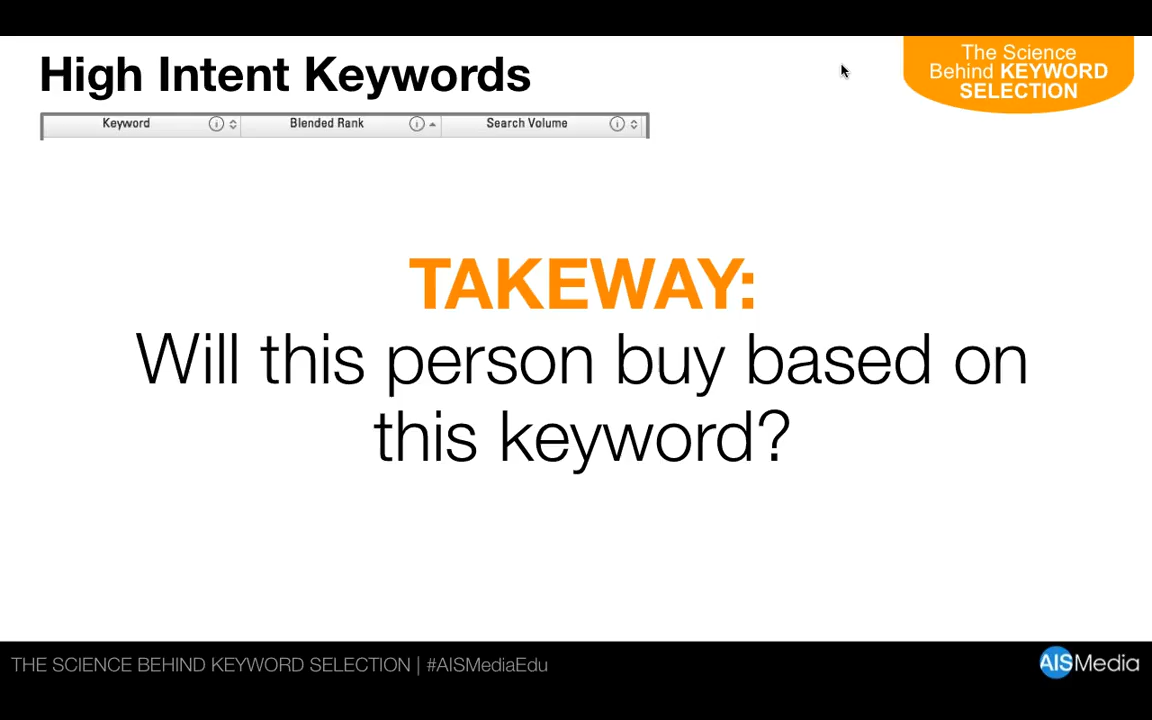 High Intent Keywords
The Science
Behind KEYWORD
SELECTION
Keyword Blended Rank Search Volume
TAKEWAY:
Will this person buy based on
this keyword?
THE SCIENCE BEHIND KEYWORD SELECTION | #AISMediaEdu
AISMedia